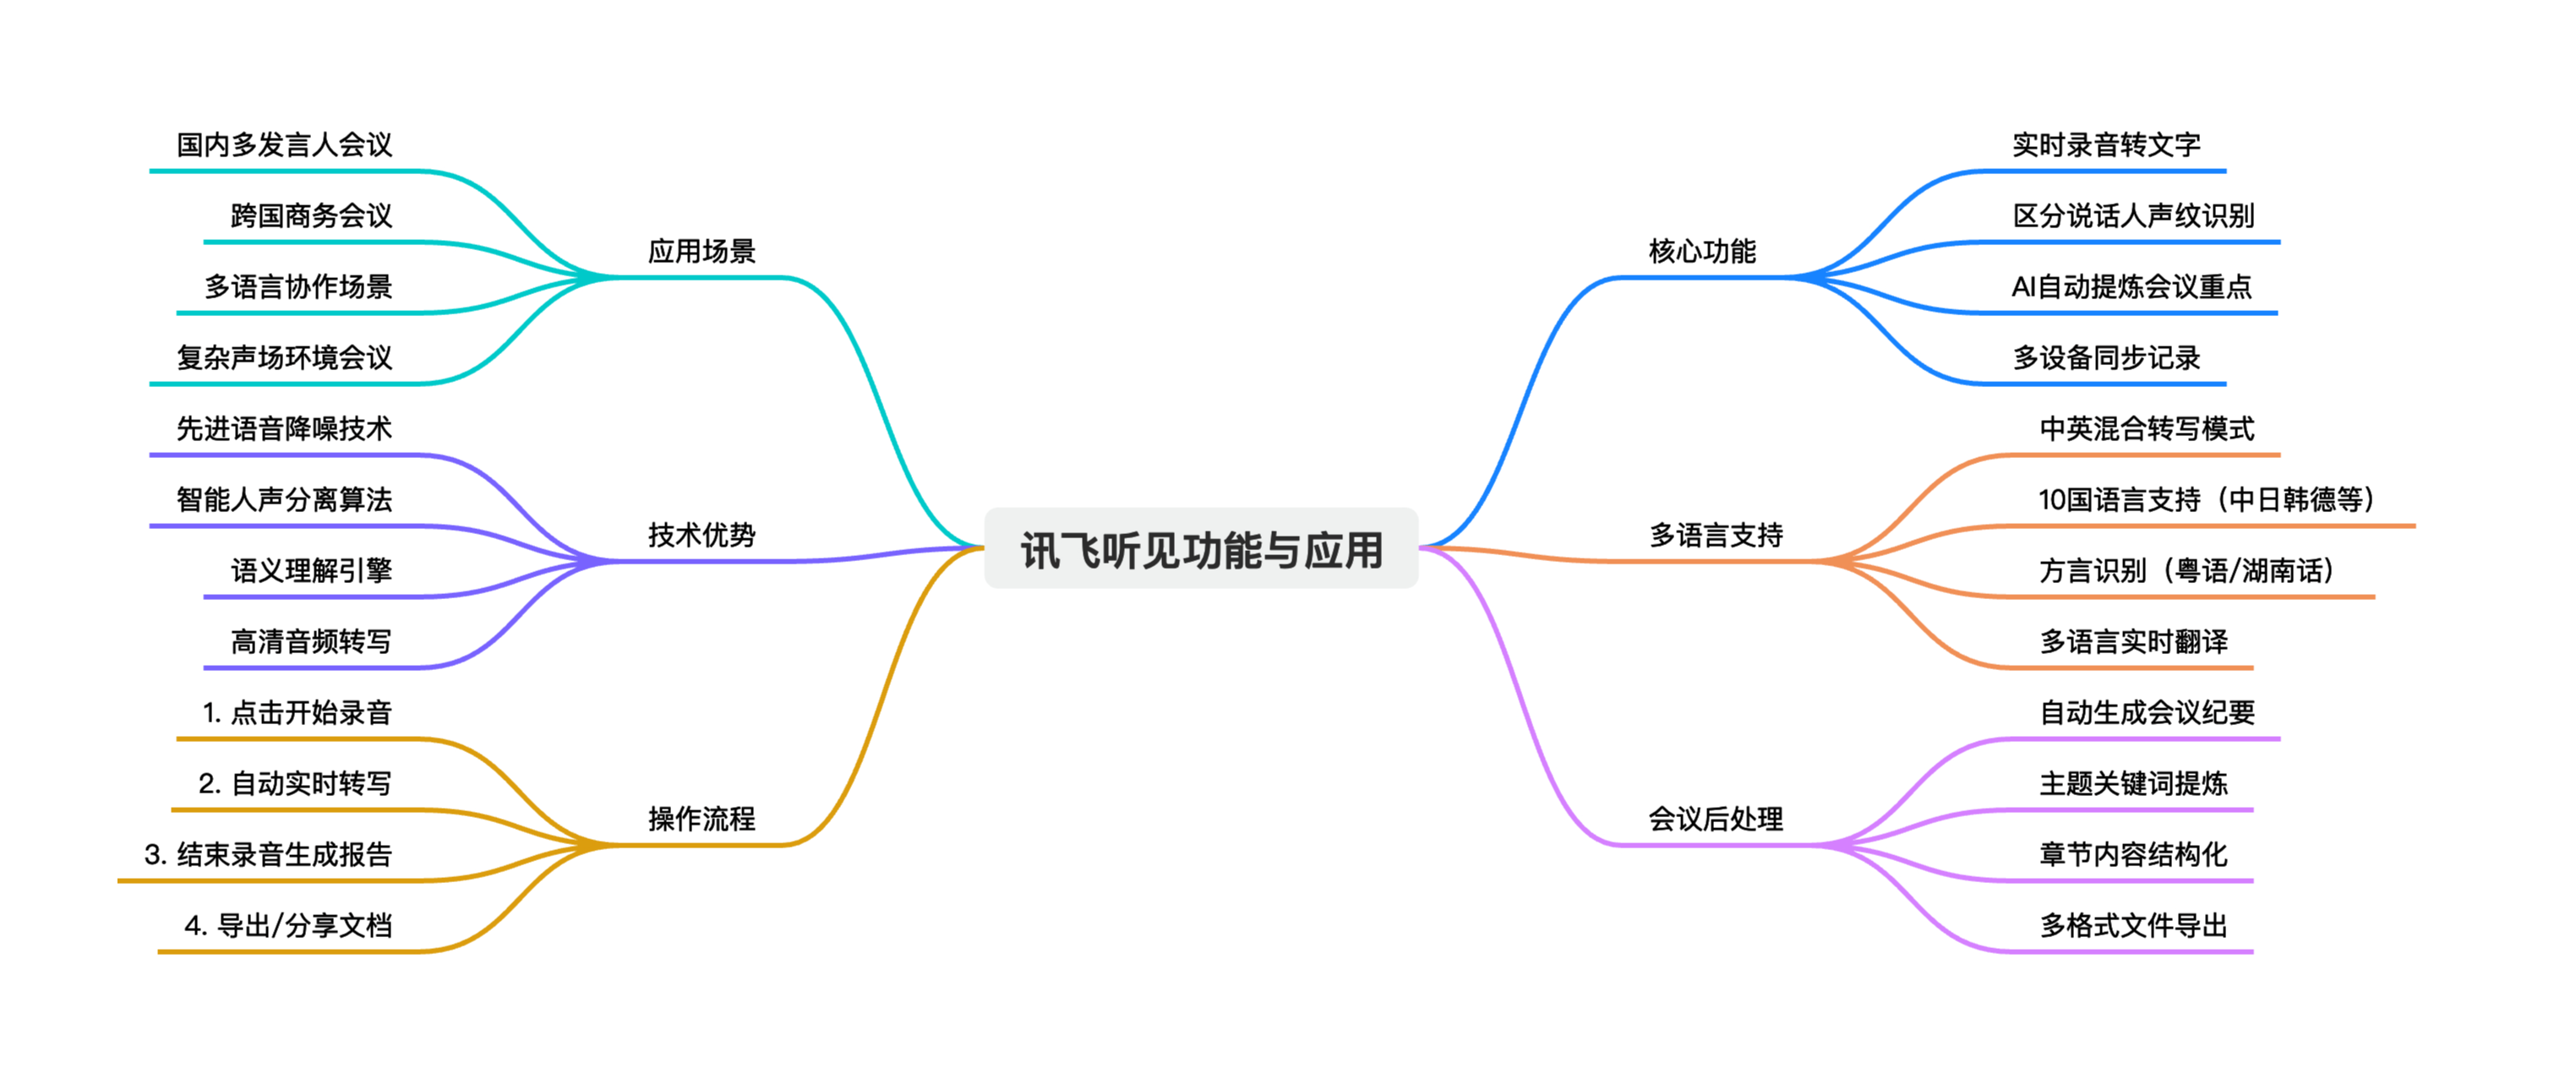 讯飞听见功能与应用
核心功能
实时录音转文字
区分说话人声纹识别
AI自动提炼会议重点
多设备同步记录
多语言支持
中英混合转写模式
10国语言支持（中日韩德等）
方言识别（粤语/湖南话）
多语言实时翻译
会议后处理
自动生成会议纪要
主题关键词提炼
章节内容结构化
多格式文件导出
应用场景
国内多发言人会议
跨国商务会议
多语言协作场景
复杂声场环境会议
技术优势
先进语音降噪技术
智能人声分离算法
语义理解引擎
高清音频转写
操作流程
1. 点击开始录音
2. 自动实时转写
3. 结束录音生成报告
4. 导出/分享文档